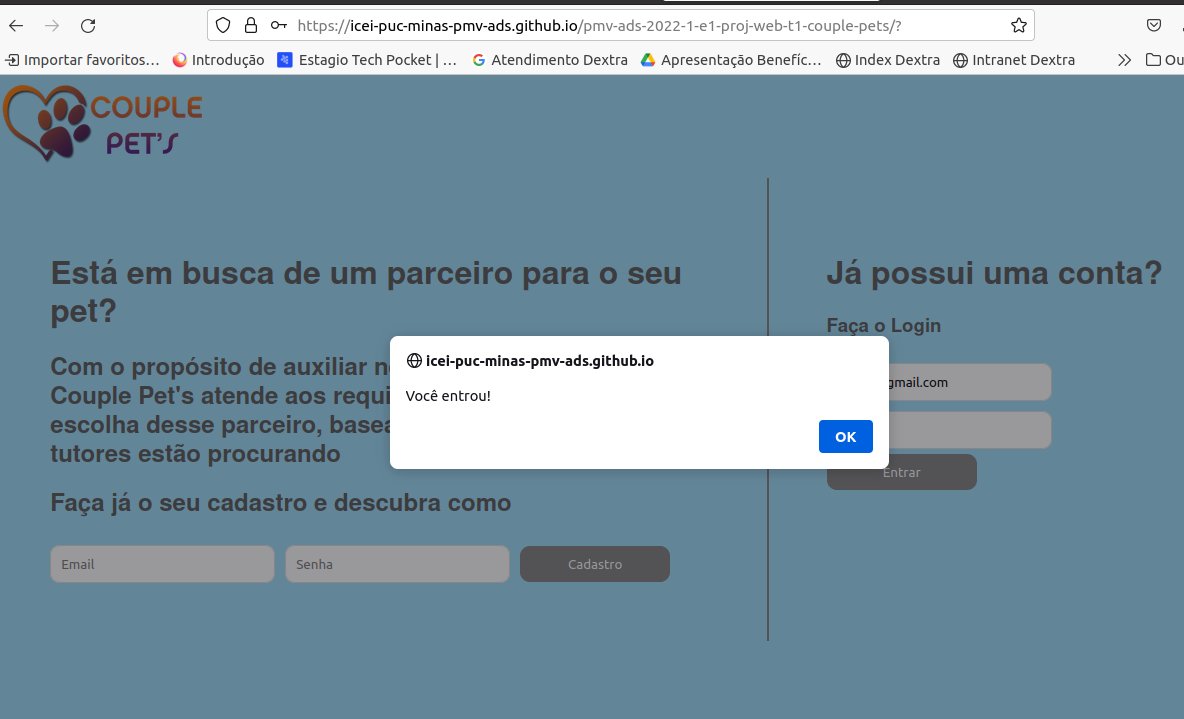 https://icei-puc-minas-pmv-ads.github.io/pmv-ads-2022-1-e1-proj-web-t1-couple-pets/?
Importar favoritos… Introdução Estagio Tech Pocket | … Atendimento Dextra Apresentação Benefíc… Index Dextra Intranet Dextra Ou
COUPLE
PET'S
Está em busca de um parceiro para o seu
pet?
Com o propósito de auxiliar
Couple Pet's atende aos requi
escolha desse parceiro, basea
tutores estão procurando
Faça já o seu cadastro e descubra como
Email Senha Cadastro
Já possui uma conta?
Faça o Login
gmail.com
Entrar
icei-puc-minas-pmv-ads.github.io
Você entrou!
OK